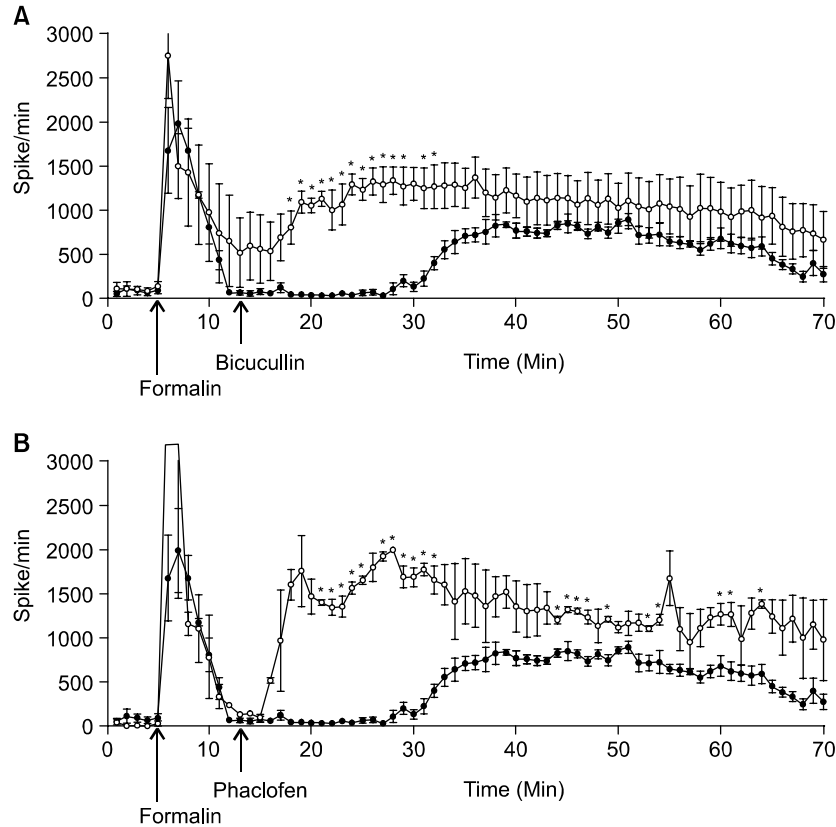 A
3000
2500
2000
1500
1000
500
0
Spike/min
* * * * * * * * * * * * * *
0 10 20 30 40 50 60 70
Bicucullin
Time (Min)
Formalin
B
3000
2500
2000
1500
1000
500
0
Spike/min
* * * * * * * * * * * * * * * * * * * * * *
0 10 20 30 40 50 60 70
Phaclofen
Time (Min)
Formalin